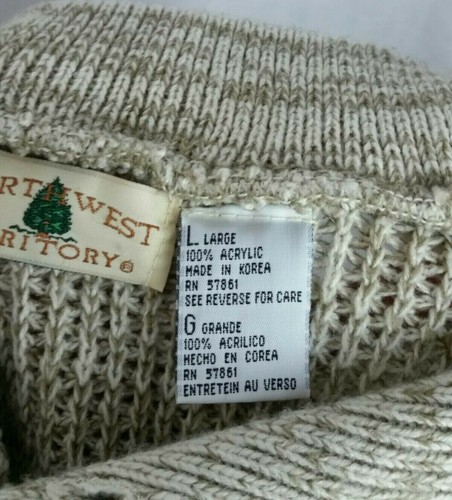 RTHWEST
RRITORY®
L LARGE
100% ACRYLIC
MADE IN KOREA
RN 57861
SEE REVERSE FOR CARE
G GRANDE
100% ACRILICO
HECHO EN COREA
RN 57861
ENTRETEIN AU VERSO